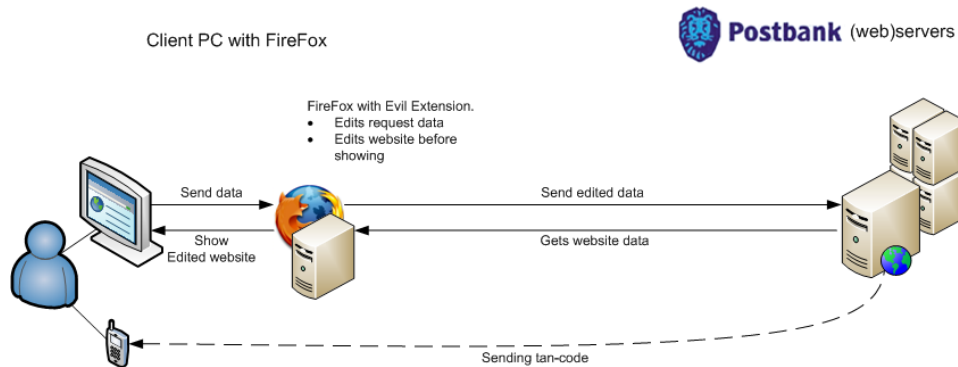 Client PC with FireFox
Postbank (web)servers
FireFox with Evil Extension.
• Edits request data
• Edits website before
showing
Send data
Send edited data
Show
Edited website
Gets website data
Sending tan-code